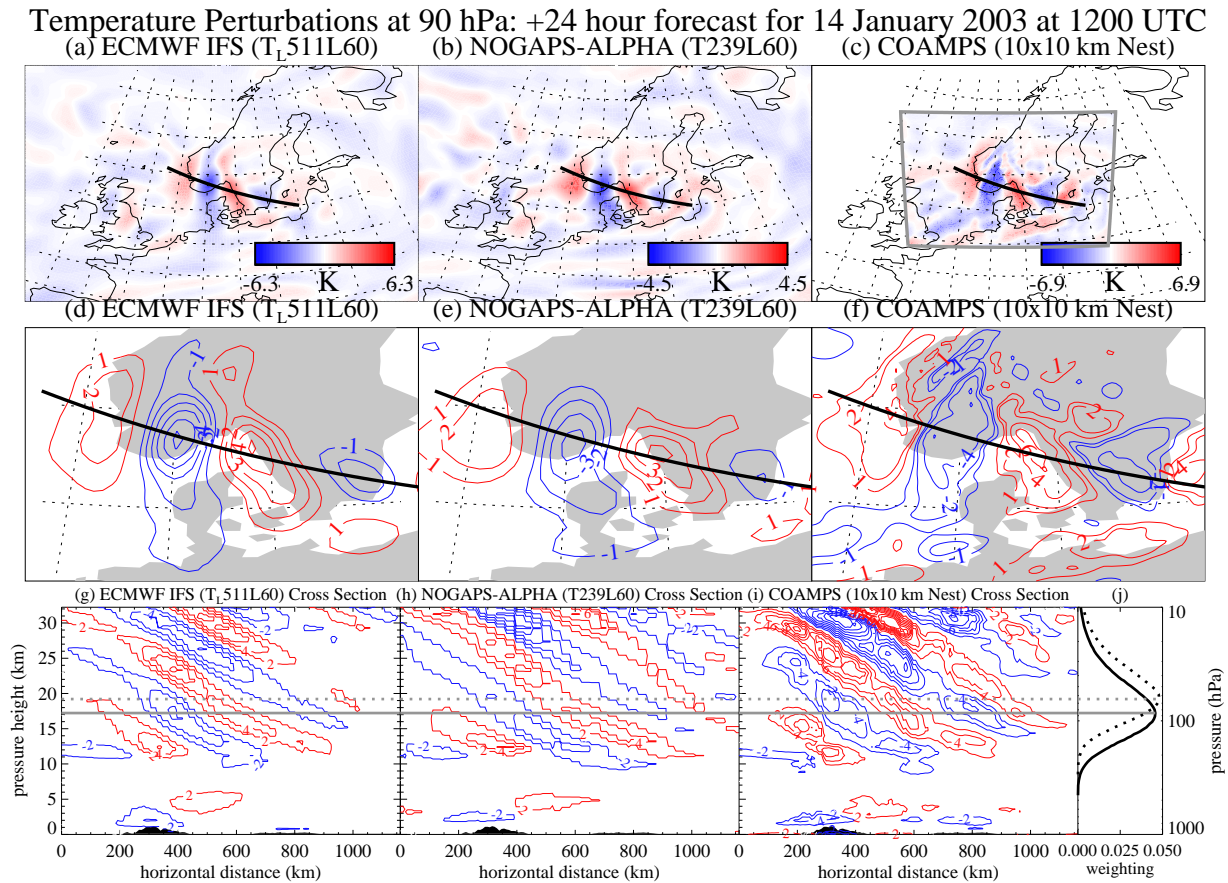 Temperature Perturbations at 90 hPa: +24 hour forecast for 14 January 2003 at 1200 UTC
(a) ECMWF IFS (T_L511L60) (b) NOGAPS-ALPHA (T239L60) (c) COAMPS (10x10 km Nest)
K K K
-6.3 6.3 -4.5 4.5 -6.9 6.9
(d) ECMWF IFS (T_L511L60) (e) NOGAPS-ALPHA (T239L60) (f) COAMPS (10x10 km Nest)
(g) ECMWF IFS (T_L511L60) Cross Section (h) NOGAPS-ALPHA (T239L60) Cross Section (i) COAMPS (10x10 km Nest) Cross Section (j)
30 10
25
20
17 100
15
10
5
0 1000
pressure height (km)
pressure (hPa)
0 200 400 600 800 1000 0 200 400 600 800 1000 0 200 400 600 800 1000 0.000 0.025 0.050
horizontal distance (km) horizontal distance (km) horizontal distance (km) weighting